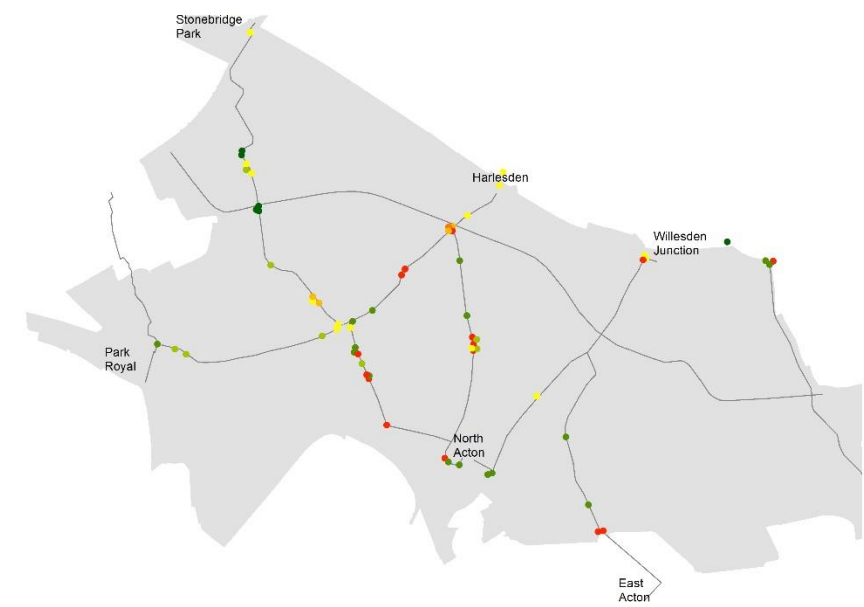 Stonebridge
Park
Harlesden
Willesden
Junction
Park
Royal
North
Acton
East
Acton